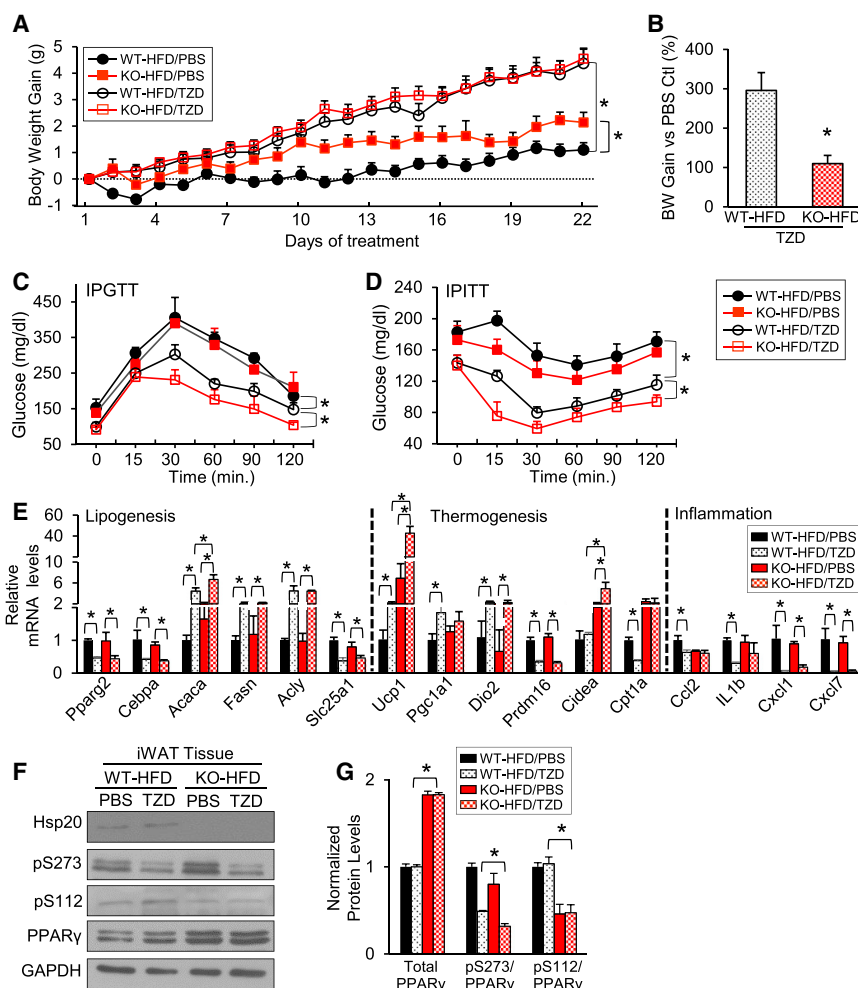 A
Body Weight Gain (g)
WT-HFD/PBS
KO-HFD/PBS
WT-HFD/TZD
KO-HFD/TZD
5
4
3
2
1
0
-1
*
*
1 4 7 10 13 16 19 22
Days of treatment
B
BW Gain vs PBS Ctl (%)
400
300
200
100
0
*
WT-HFD KO-HFD
TZD
C
IPGTT
Glucose (mg/dl)
450
350
250
150
50
*
*
0 15 30 60 90 120
Time (min.)
D
IPITT
Glucose (mg/dl)
200
160
120
80
40
*
*
0 15 30 60 90 120
Time (min.)
WT-HFD/PBS
KO-HFD/PBS
WT-HFD/TZD
KO-HFD/TZD
E
Lipogenesis
Thermogenesis
Inflammation
Relative
mRNA levels
40
20
10
6
2
2
1
0
WT-HFD/PBS
WT-HFD/TZD
KO-HFD/PBS
KO-HFD/TZD
* * * * * * * * * * * * * * * * * * * * * * * * * * * *
Pparg2 Cebpa Acaca Fasn Acly Slc25a1 Ucp1 Pgc1a1 Dio2 Prdm16 Cidea Cpt1a Ccl2 IL1b Cxcl1 Cxcl7
F
iWAT Tissue
WT-HFD KO-HFD
PBS TZD PBS TZD
Hsp20
pS273
pS112
PPARγ
GAPDH
G
Normalized
Protein Levels
2
1
0
WT-HFD/PBS
WT-HFD/TZD
KO-HFD/PBS
KO-HFD/TZD
* * *
Total pS273/ pS112/
PPARγ PPARγ PPARγ